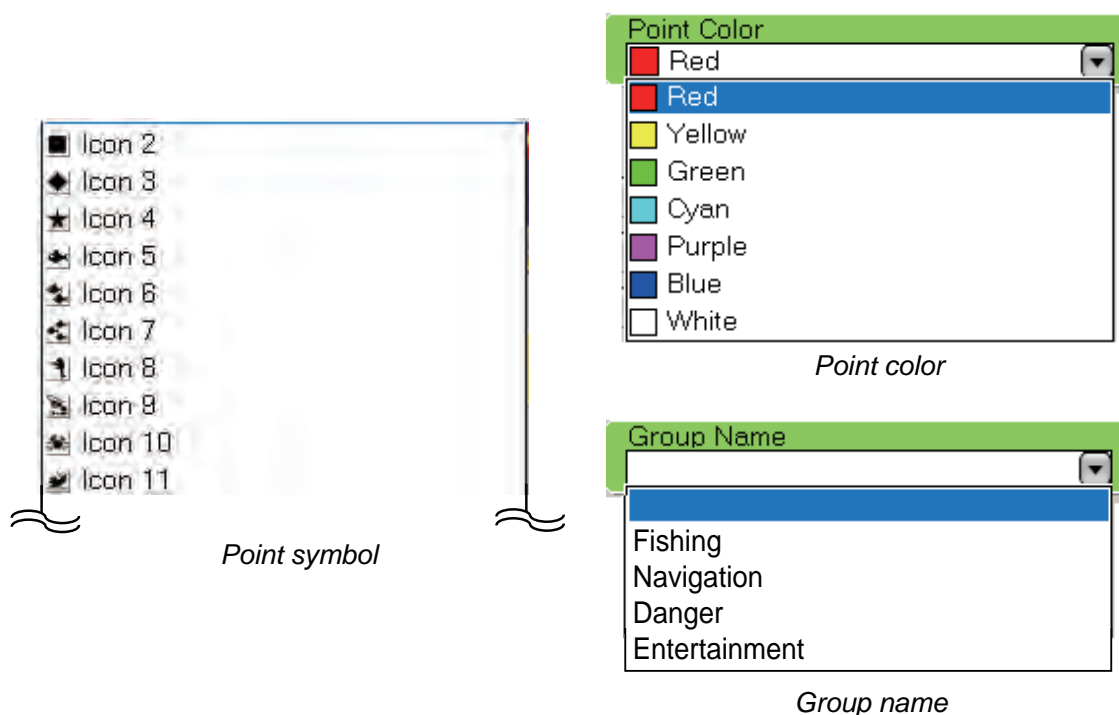 Icon 2
Icon 3
Icon 4
Icon 5
Icon 6
Icon 7
Icon 8
Icon 9
Icon 10
Icon 11
Point symbol
Point Color
Red
Red
Yellow
Green
Cyan
Purple
Blue
White
Point color
Group Name
Fishing
Navigation
Danger
Entertainment
Group name